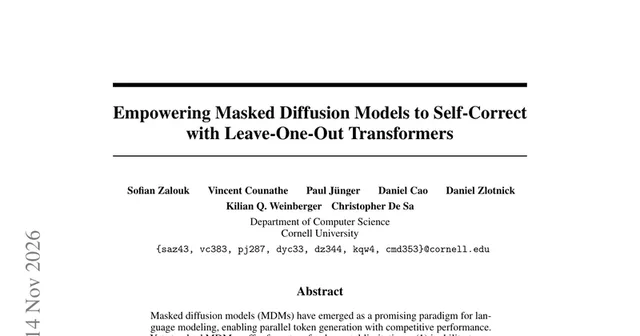 Empowering Masked Diffusion Models to Self-Correct
with Leave-One-Out Transformers
Sofian Zalouk Vincent Counathe Paul Jünger Daniel Cao Daniel Zlotnick
Kilian Q. Weinberger Christopher De Sa
Department of Computer Science
Cornell University
{saz43, vc383, pj287, dyc33, dz344, kqw4, cmd353}@cornell.edu
14 Nov 2026
Abstract
Masked diffusion models (MDMs) have emerged as a promising paradigm for lan-
guage modeling, enabling parallel token generation with competitive performance.